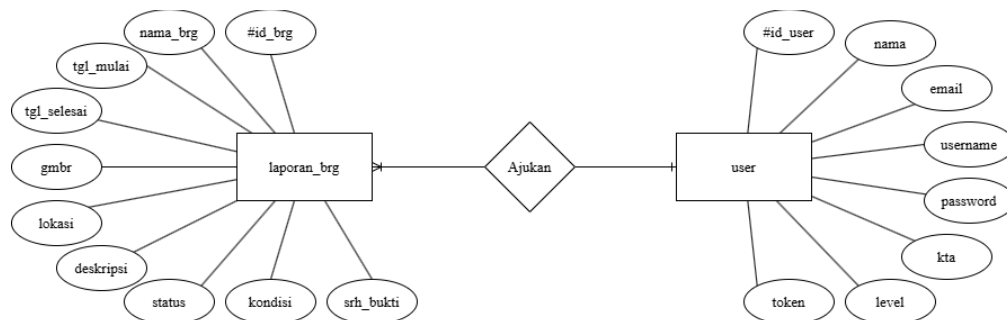 nama_brg
#id_brg
tgl_mulai
tgl_selesai
gmbr
lokasi
deskripsi
status
kondisi
srh_bukti
laporan_brg
Ajukan
user
#id_user
nama
email
username
password
kta
level
token